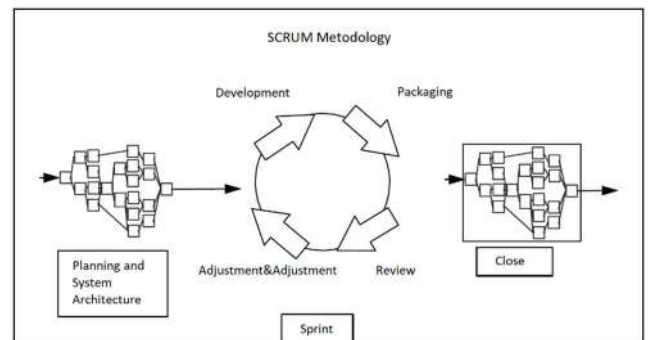 SCRUM Metodology
Development
Packaging
Planning and
System
Architecture
Adjustment&Adjustment
Review
Close
Sprint